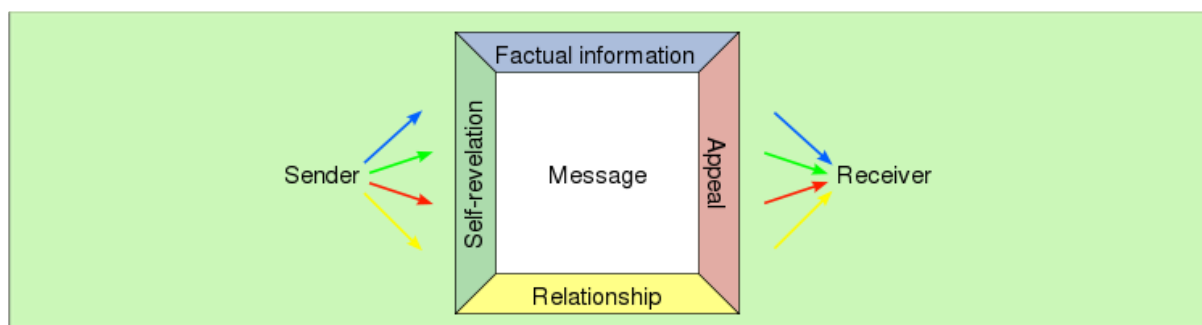 Factual information
Sender
Self-revelation
Message
Appeal
Receiver
Relationship